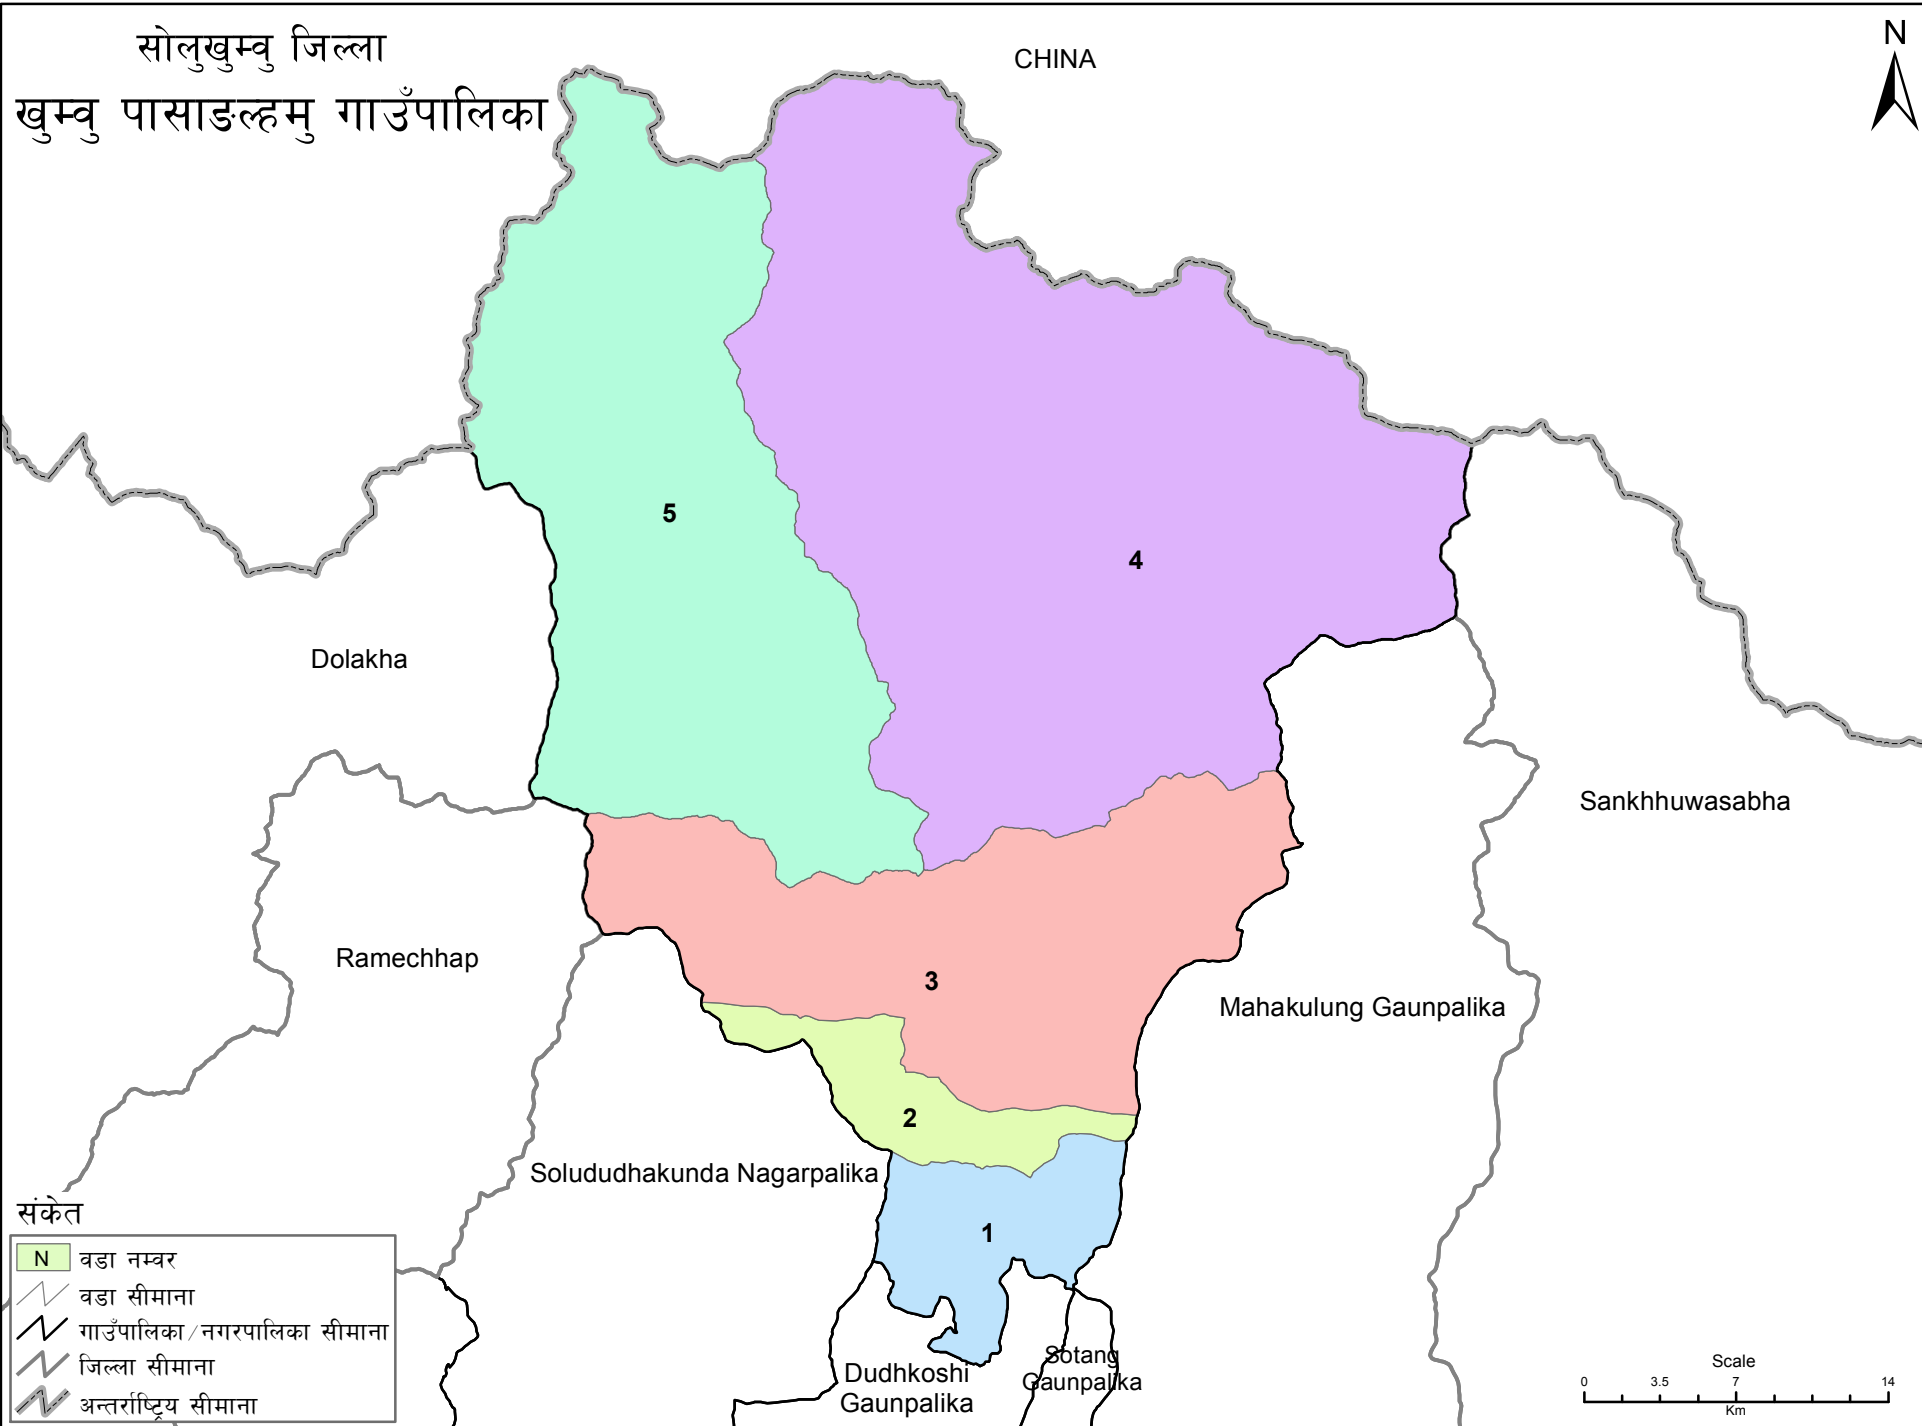 सोलुखुम्वु जिल्ला
खुम्वु पासाङल्हमु गाउँपालिका
CHINA
N
5
4
Dolakha
Sankhhuwasabha
Ramechhap
3
Mahakulung Gaunpalika
2
Solududhakunda Nagarpalika
1
Dudhkoshi
Gaunpalika
Sotang
Gaunpalika
संकेत
N वडा नम्वर
वडा सीमाना
गाउँपालिका/नगरपालिका सीमाना
जिल्ला सीमाना
अन्तर्राष्ट्रिय सीमाना
Scale
0 3.5 7 14
Km